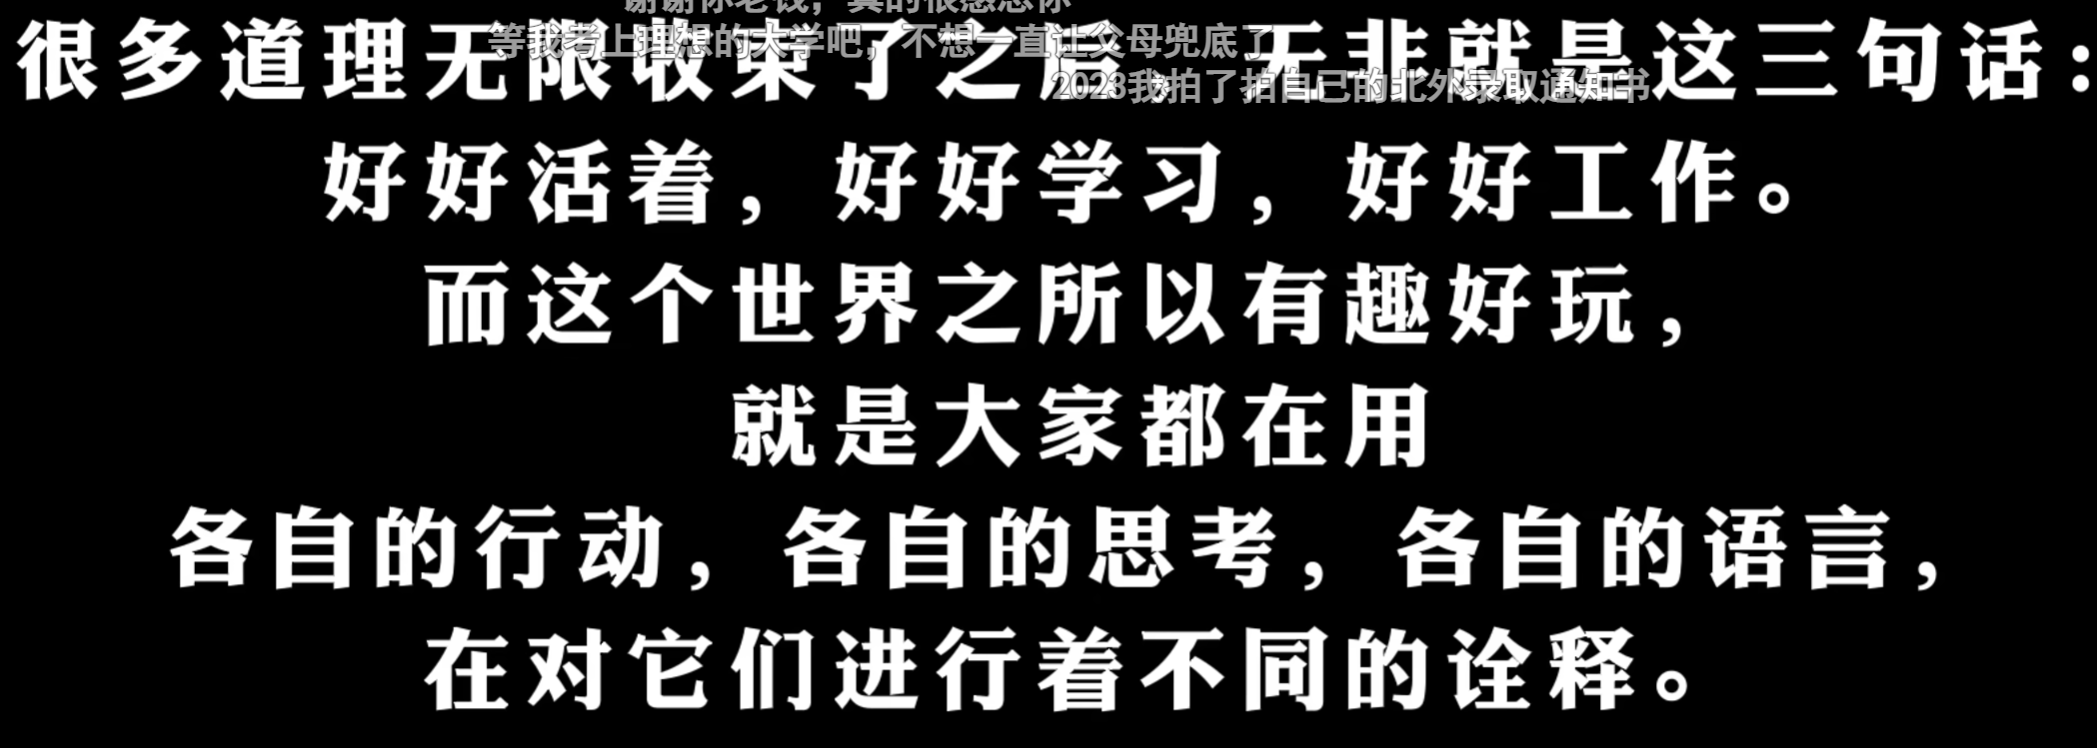 谢谢你老钱，真的很感恩你
等我考上理想的大学吧，不想一直让父母兜底了
很多道理无限收束了之后，无非就是这三句话：
2023我拍了拍自己的北外录取通知书
好好活着，好好学习，好好工作。
而这个世界之所以有趣好玩，
就是大家都在用
各自的行动，各自的思考，各自的语言，
在对它们进行着不同的诠释。